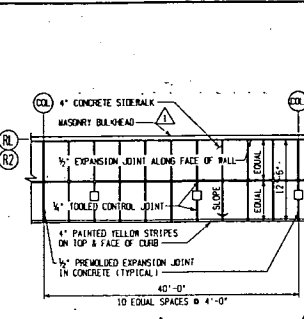 COL
COL
4" CONCRETE SIDEWALK
MASONRY BULKHEAD
1
R1
R2
½" EXPANSION JOINT ALONG FACE OF WALL
¼" TOOLED CONTROL JOINT
SLOPE
EQUAL
EQUAL
12'-6"
4" PAINTED YELLOW STRIPES
ON TOP & FACE OF CURB
½" PREMOLDED EXPANSION JOINT
IN CONCRETE (TYPICAL)
40'-0"
10 EQUAL SPACES @ 4'-0"